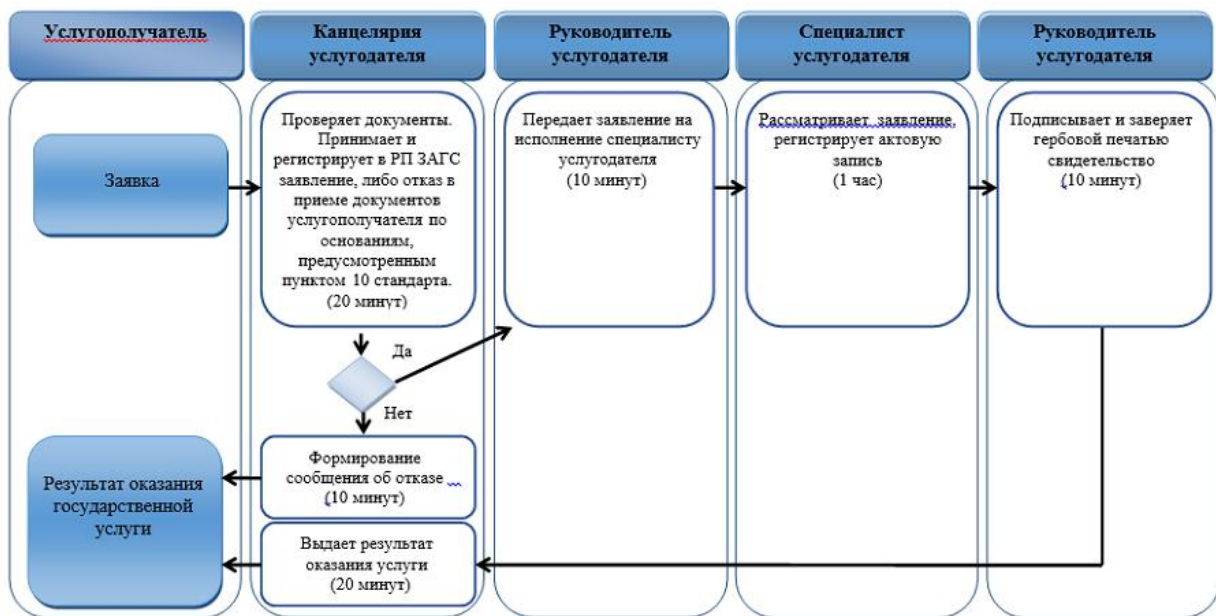 Услугополучатель
Канцелярия
услугодателя
Руководитель
услугодателя
Специалист
услугодателя
Руководитель
услугодателя
Заявка
Проверяет документы.
Принимает и
регистрирует в РП ЗАГС
заявление, либо отказ в
приеме документов
услугополучателя по
основаниям,
предусмотренным
пунктом 10 стандарта.
(20 минут)
Передает заявление на
исполнение специалисту
услугодателя
(10 минут)
Рассматривает заявление,
регистрирует актовую
запись
(1 час)
Подписывает и заверяет
гербовой печатью
свидетельство
(10 минут)
Да
Нет
Формирование
сообщения об отказе
(10 минут)
Результат оказания
государственной
услуги
Выдает результат
оказания услуги
(20 минут)